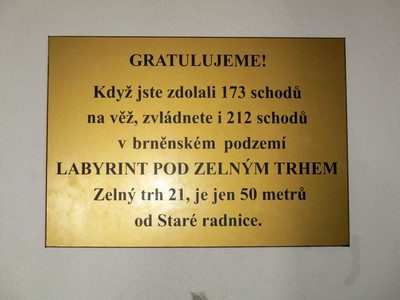 GRATULUJEME!
Když jste zdolali 173 schodů
na věž, zvládnete i 212 schodů
v brněnském podzemí
LABYRINT POD ZELNÝM TRHEM
Zelný trh 21, je jen 50 metrů
od Staré radnice.